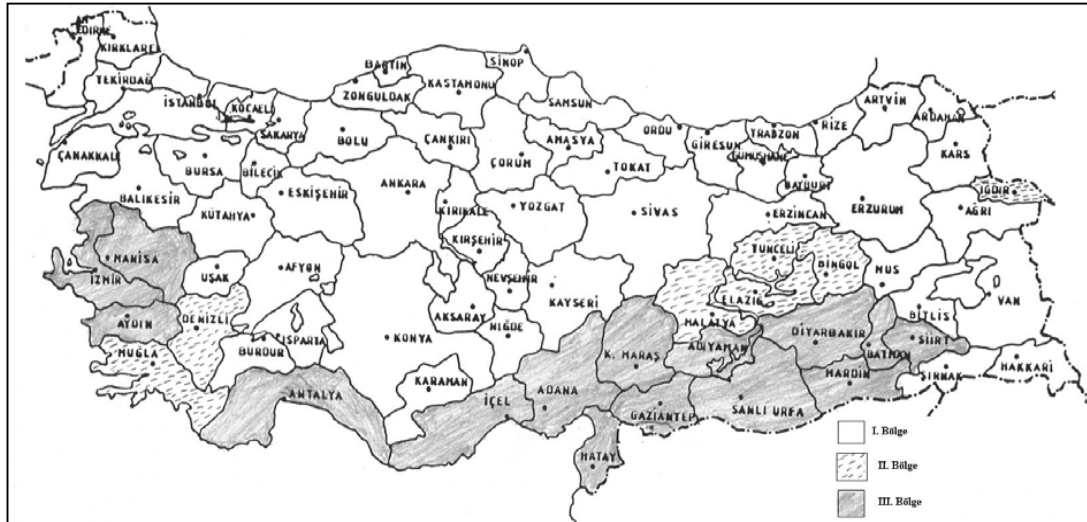 EDİRNE
KIRKLARELİ
TEKİRDAĞ
İSTANBUL
KOCAELİ
SAKARYA
ZONGULDAK
BARTIN
KASTAMONU
SİNOP
SAMSUN
ORDU
GİRESUN
TRABZON
RİZE
ARTVİN
ARDAHAN
KARS
ÇANAKKALE
BURSA
BİLECİK
BOLU
ÇANKIRI
ÇORUM
AMASYA
TOKAT
GÜMÜŞHANE
BAYBURT
IĞDIR
BALIKESİR
KÜTAHYA
ESKİŞEHİR
ANKARA
KIRIKKALE
YOZGAT
SİVAS
ERZİNCAN
ERZURUM
AĞRI
MANİSA
İZMİR
UŞAK
AFYON
KIRŞEHİR
NEVŞEHİR
KAYSERİ
TUNCELİ
BİNGÖL
MUS
ELAZIĞ
VAN
AYDIN
DENİZLİ
AKSARAY
NİĞDE
MALATYA
BİTLİS
MUĞLA
BURDUR
ISPARTA
KONYA
K. MARAŞ
ADIYAMAN
DİYARBAKIR
BATMAN
SİİRT
KARAMAN
MARDİN
ŞIRNAK
HAKKARİ
ANTALYA
İÇEL
ADANA
GAZİANTEP
SANLI URFA
HATAY
I. Bölge
II. Bölge
III. Bölge